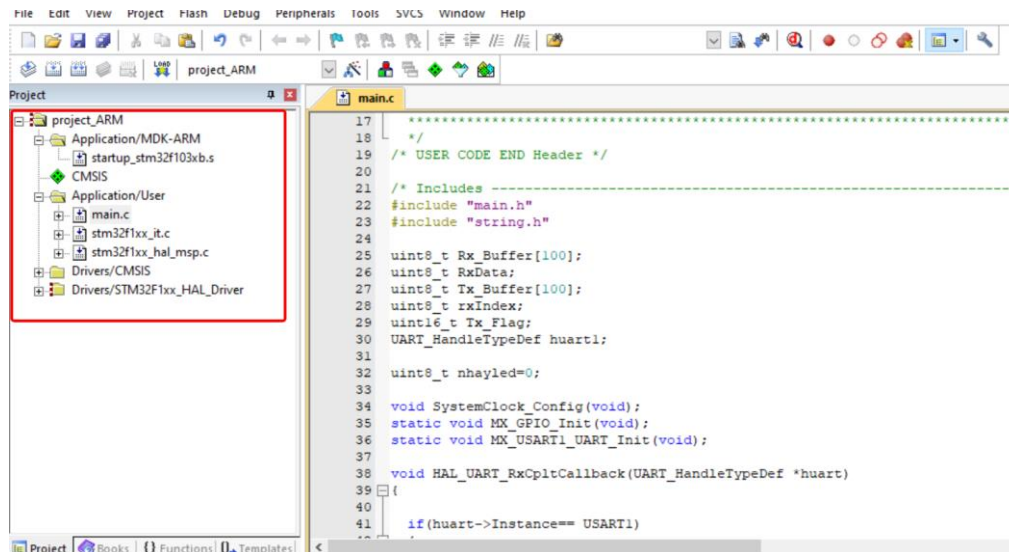 File Edit View Project Flash Debug Peripherals Tools SVCS Window Help
LOAD project_ARM
Project
main.c
project_ARM
Application/MDK-ARM
startup_stm32f103xb.s
CMSIS
Application/User
main.c
stm32f1xx_it.c
stm32f1xx_hal_msp.c
Drivers/CMSIS
Drivers/STM32F1xx_HAL_Driver
17 ******************************************************************************
18 */
19 /* USER CODE END Header */
20
21 /* Includes ------------------------------------------------------------------
22 #include "main.h"
23 #include "string.h"
24
25 uint8_t Rx_Buffer[100];
26 uint8_t RxData;
27 uint8_t Tx_Buffer[100];
28 uint8_t rxIndex;
29 uint16_t Tx_Flag;
30 UART_HandleTypeDef huart1;
31
32 uint8_t nhayled=0;
33
34 void SystemClock_Config(void);
35 static void MX_GPIO_Init(void);
36 static void MX_USART1_UART_Init(void);
37
38 void HAL_UART_RxCpltCallback(UART_HandleTypeDef *huart)
39 {
40
41 if(huart->Instance== USART1)
Project Books {} Functions Templates